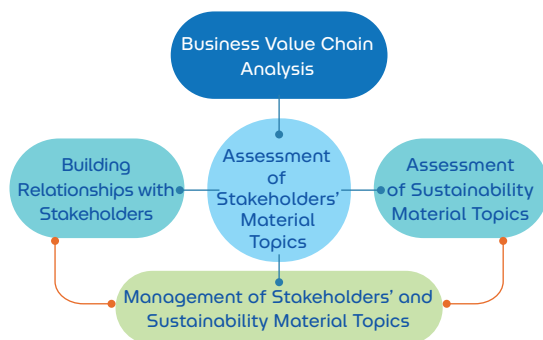 Business Value Chain
Analysis
Building
Relationships with
Stakeholders
Assessment
of
Stakeholders’
Material
Topics
Assessment
of Sustainability
Material Topics
Management of Stakeholders’ and
Sustainability Material Topics